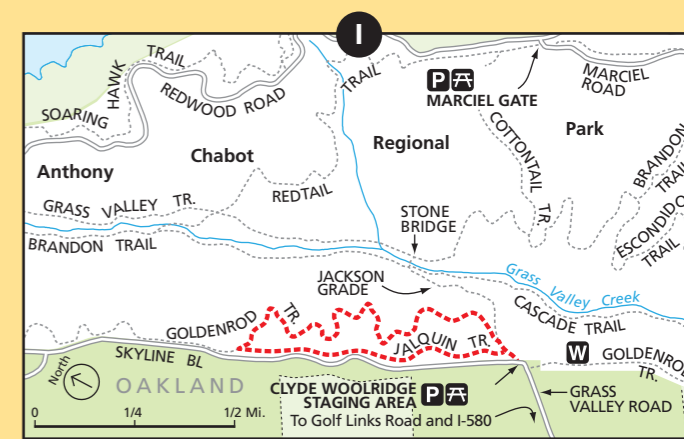 I
SOARING
HAWK
TRAIL
REDWOOD ROAD
TRAIL
P
MARCIEL GATE
MARCIEL
ROAD
Anthony
Chabot
Regional
Park
COTTONTAIL TR.
BRANDON
TRAIL
ESCONDIDO
TRAIL
GRASS VALLEY TR.
REDTAIL
BRANDON TRAIL
STONE
BRIDGE
JACKSON
GRADE
Grass Valley Creek
CASCADE TRAIL
GOLDENROD TR.
JALQUIN TR.
W
GOLDENROD
TR.
SKYLINE BL
North
OAKLAND
CLYDE WOOLRIDGE
STAGING AREA
P
To Golf Links Road and I-580
GRASS
VALLEY ROAD
0 1/4 1/2 Mi.